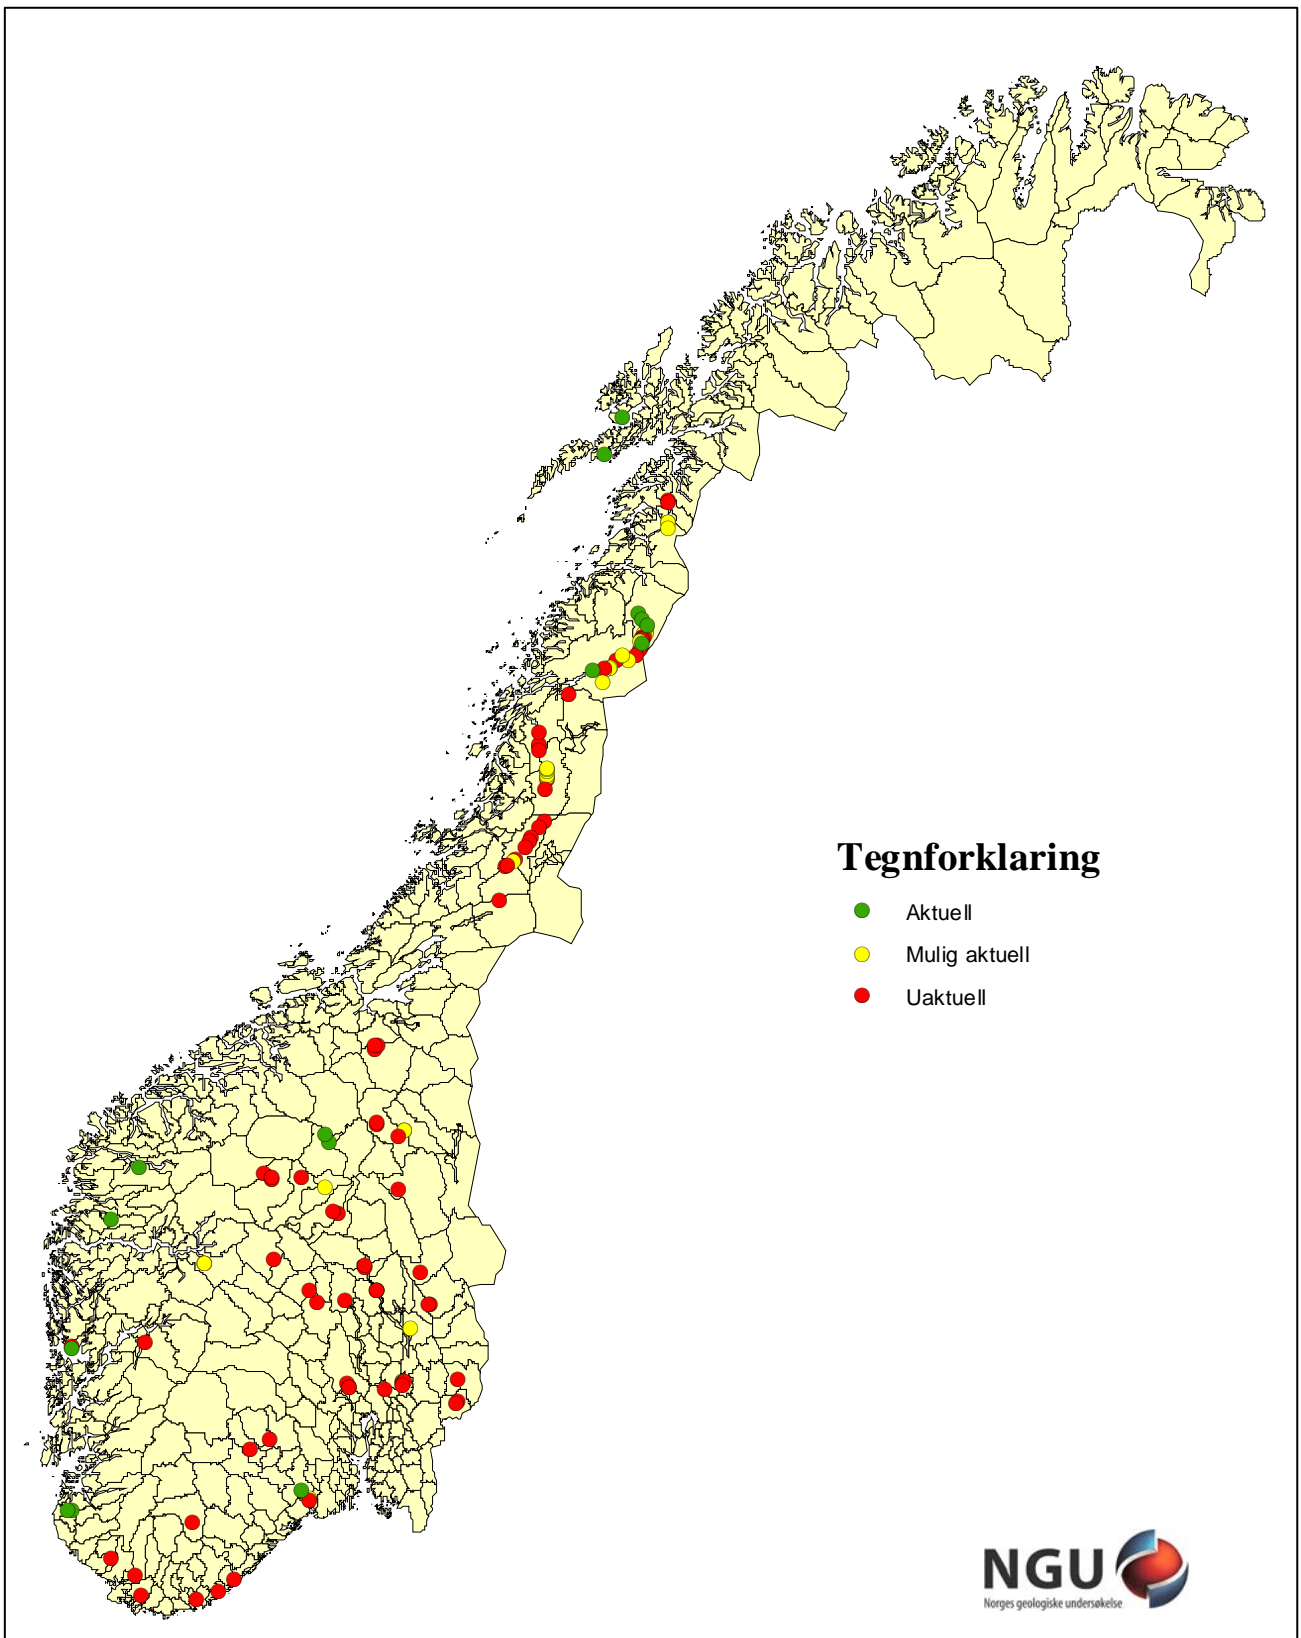 Tegnforklaring
Aktuell
Mulig aktuell
Uaktuell
NGU
Norges geologiske undersøkelse